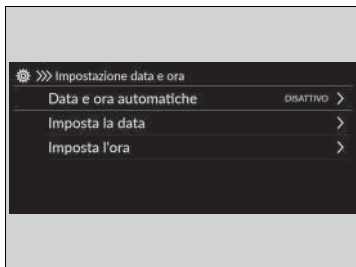 Impostazione data e ora
Data e ora automatiche DISATTIVO
Imposta la data
Imposta l'ora